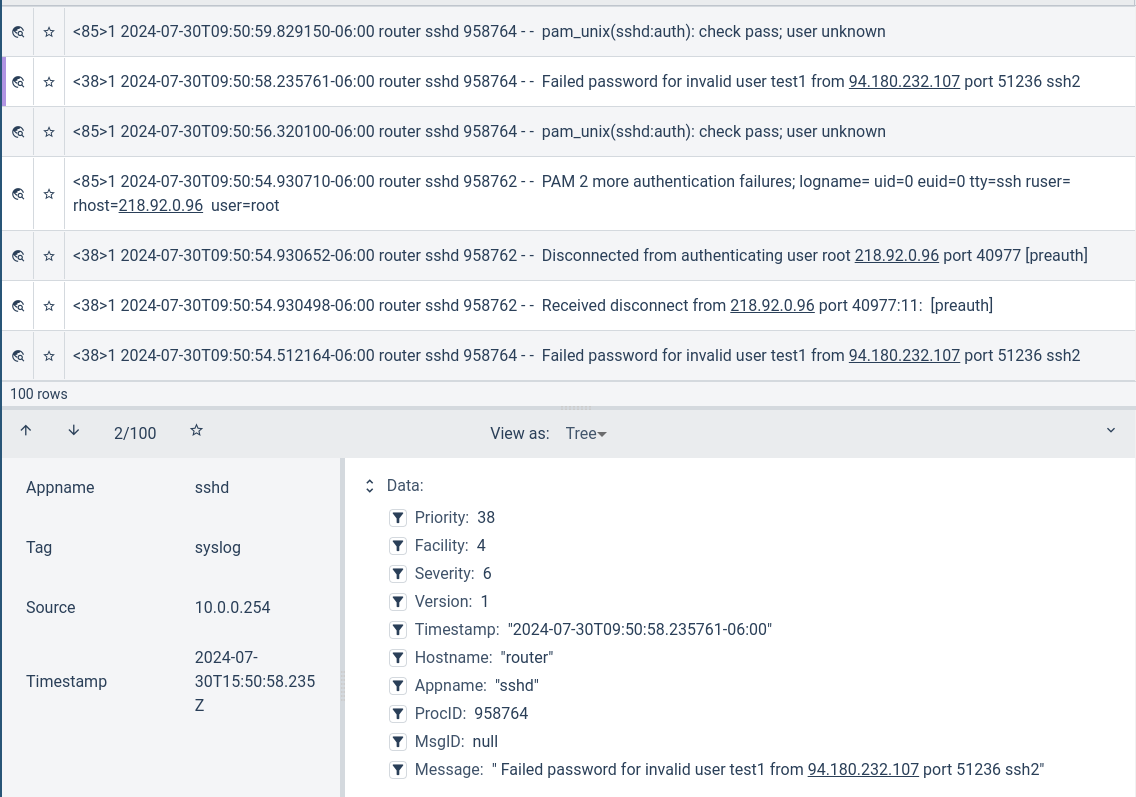 <85>1 2024-07-30T09:50:59.829150-06:00 router sshd 958764 - -  pam_unix(sshd:auth): check pass; user unknown
<38>1 2024-07-30T09:50:58.235761-06:00 router sshd 958764 - -  Failed password for invalid user test1 from 94.180.232.107 port 51236 ssh2
<85>1 2024-07-30T09:50:56.320100-06:00 router sshd 958764 - -  pam_unix(sshd:auth): check pass; user unknown
<85>1 2024-07-30T09:50:54.930710-06:00 router sshd 958762 - -  PAM 2 more authentication failures; logname= uid=0 euid=0 tty=ssh ruser=
rhost=218.92.0.96  user=root
<38>1 2024-07-30T09:50:54.930652-06:00 router sshd 958762 - -  Disconnected from authenticating user root 218.92.0.96 port 40977 [preauth]
<38>1 2024-07-30T09:50:54.930498-06:00 router sshd 958762 - -  Received disconnect from 218.92.0.96 port 40977:11:  [preauth]
<38>1 2024-07-30T09:50:54.512164-06:00 router sshd 958764 - -  Failed password for invalid user test1 from 94.180.232.107 port 51236 ssh2
100 rows
2/100
View as: Tree
Appname sshd
Tag syslog
Source 10.0.0.254
Timestamp 2024-07-
30T15:50:58.235
Z
Data:
Priority: 38
Facility: 4
Severity: 6
Version: 1
Timestamp: "2024-07-30T09:50:58.235761-06:00"
Hostname: "router"
Appname: "sshd"
ProcID: 958764
MsgID: null
Message: " Failed password for invalid user test1 from 94.180.232.107 port 51236 ssh2"